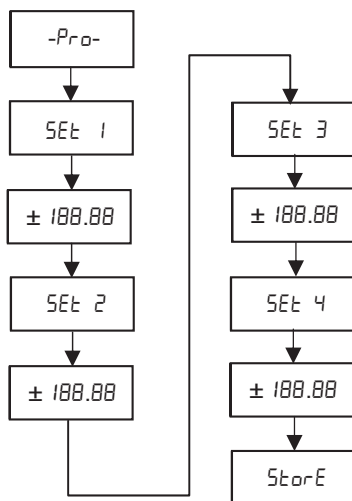 -Pro-
SEt 1
± 188.88
SEt 2
± 188.88
SEt 3
± 188.88
SEt 4
± 188.88
StorE